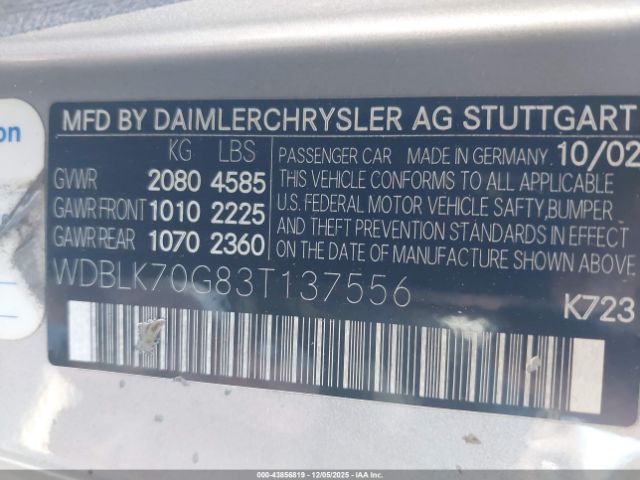 on
MFD BY DAIMLERCHRYSLER AG STUTTGART
KG LBS
GVWR 2080 4585
GAWR FRONT 1010 2225
GAWR REAR 1070 2360
PASSENGER CAR MADE IN GERMANY. 10/02
THIS VEHICLE CONFORMS TO ALL APPLICABLE
U.S. FEDERAL MOTOR VEHICLE SAFTY,BUMPER
AND THEFT PREVENTION STANDARDS IN EFFECT
ON THE DATE OF MANUFACTURE SHOWN ABOVE
WDBLK70G83T137556
K723
000-43856819 - 12/05/2025 - IAAI.COM